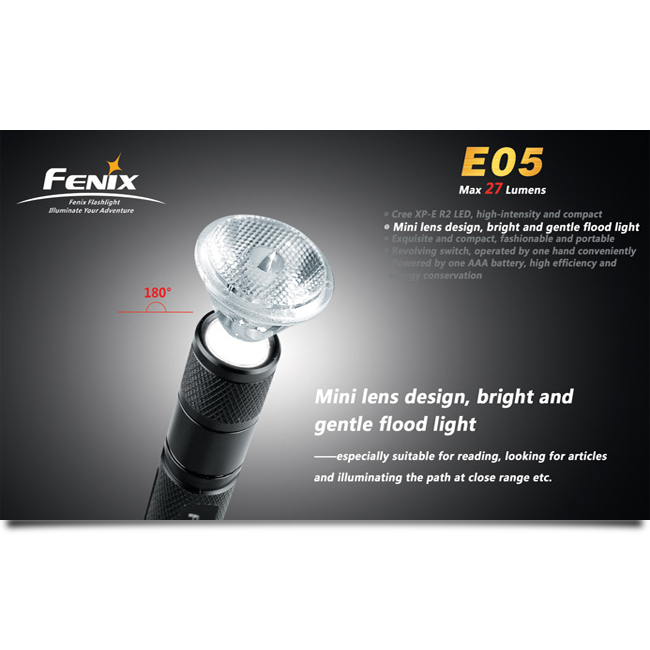 FENIX
Fenix Flashlight
Illuminate Your Adventure
E05
Max 27 Lumens
Cree XP-E R2 LED, high-intensity and compact
Mini lens design, bright and gentle flood light
Exquisite and compact, fashionable and portable
Revolving switch, operated by one hand conveniently
Powered by one AAA battery, high efficiency and
energy conservation
180°
Mini lens design, bright and
gentle flood light
——especially suitable for reading, looking for articles
and illuminating the path at close range etc.